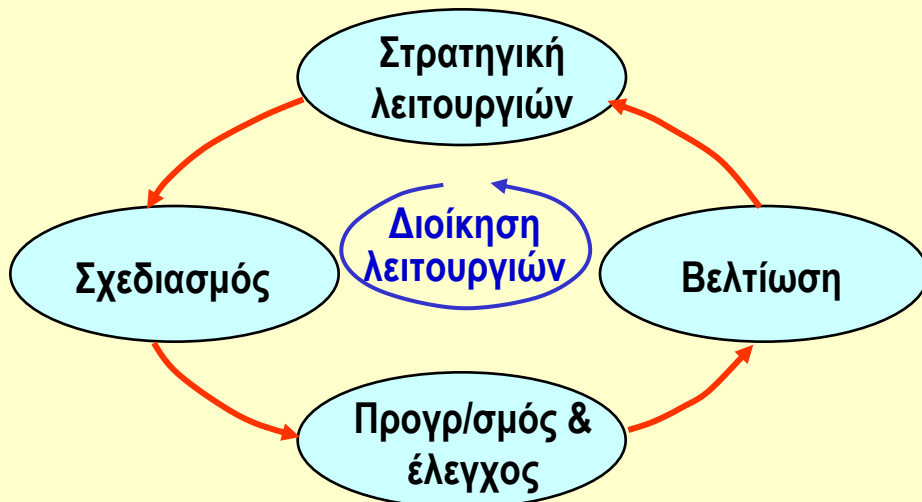 Στρατηγική
λειτουργιών
Διοίκηση
λειτουργιών
Σχεδιασμός
Βελτίωση
Προγρ/σμός &
έλεγχος